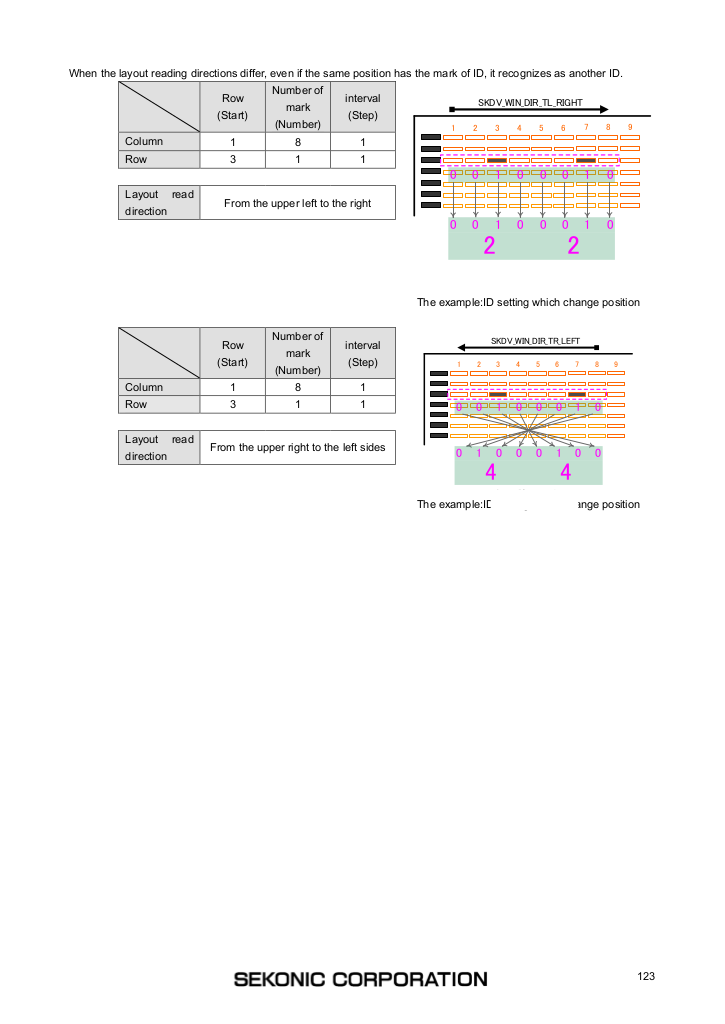 When the layout reading directions differ, even if the same position has the mark of ID, it recognizes as another ID.
Row
(Start)
Number of
mark
(Number)
interval
(Step)
Column 1 8 1
Row 3 1 1
Layout read
direction
From the upper left to the right
SKDV_WIN_DIR_TL_RIGHT
1 2 3 4 5 6 7 8 9
0 0 1 0 0 0 1 0
0 0 1 0 0 0 1 0
2 2
The example:ID setting which change position
Row
(Start)
Number of
mark
(Number)
interval
(Step)
Column 1 8 1
Row 3 1 1
Layout read
direction
From the upper right to the left sides
SKDV_WIN_DIR_TR_LEFT
1 2 3 4 5 6 7 8 9
0 0 1 0 0 0 1 0
0 1 0 0 0 1 0 0
4 4
The example:ID ange position
SEKONIC CORPORATION
123